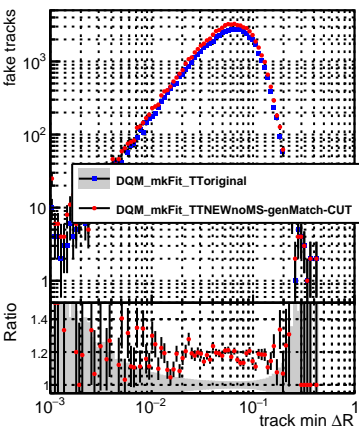 fake tracks
10³
10²
DQM_mkFit_TToriginal
DQM_mkFit_TTNEWnoMS-genMatch-CUT
10
1
Ratio
1.4
1.2
1
10⁻³ 10⁻² 10⁻¹ 1
track min ΔR